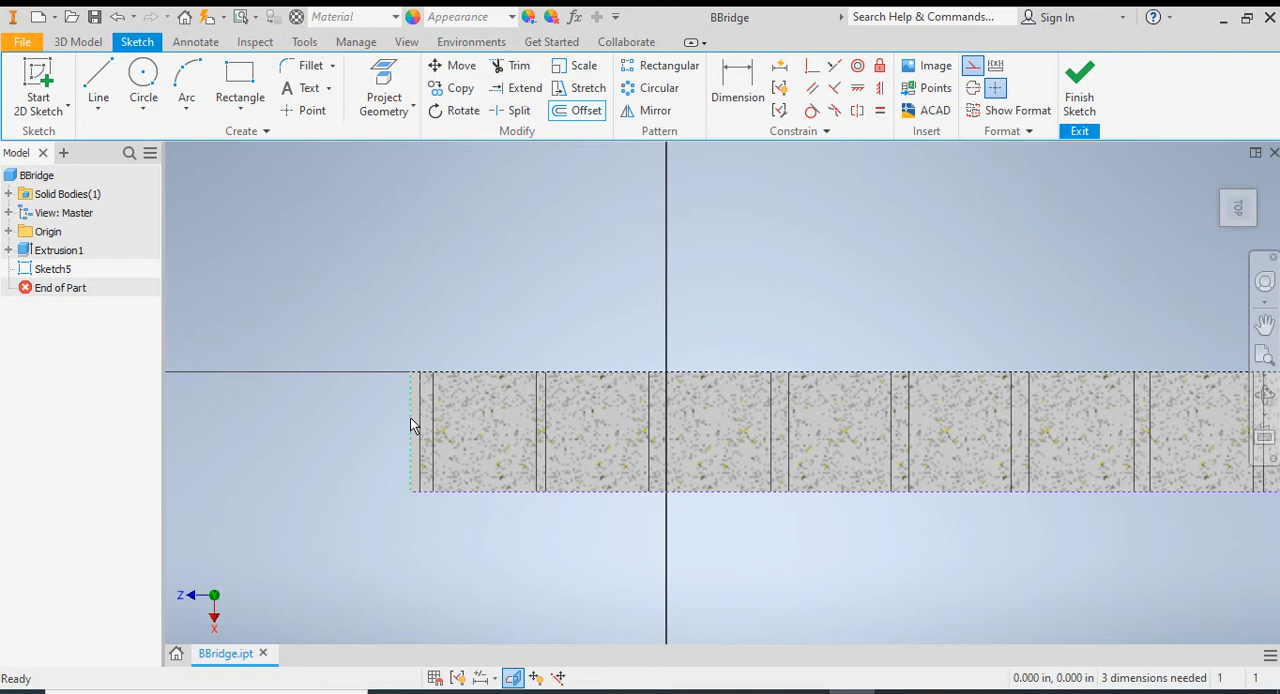 Material Appearance fx BBridge Search Help & Commands... Sign In ?
File 3D Model Sketch Annotate Inspect Tools Manage View Environments Get Started Collaborate
Start 2D Sketch Line Circle Arc Rectangle Fillet Text Point Project Geometry Move Trim Scale Rectangular Dimension Image Finish Sketch
Copy Extend Stretch Circular Points
Rotate Split Offset Mirror ACAD Show Format
Sketch Create Modify Pattern Constrain Insert Format Exit
Model
BBridge
Solid Bodies(1)
View: Master
Origin
Extrusion1
Sketch5
End of Part
TOP
Z
X
BBridge.ipt
Ready 0.000 in, 0.000 in 3 dimensions needed 1 1